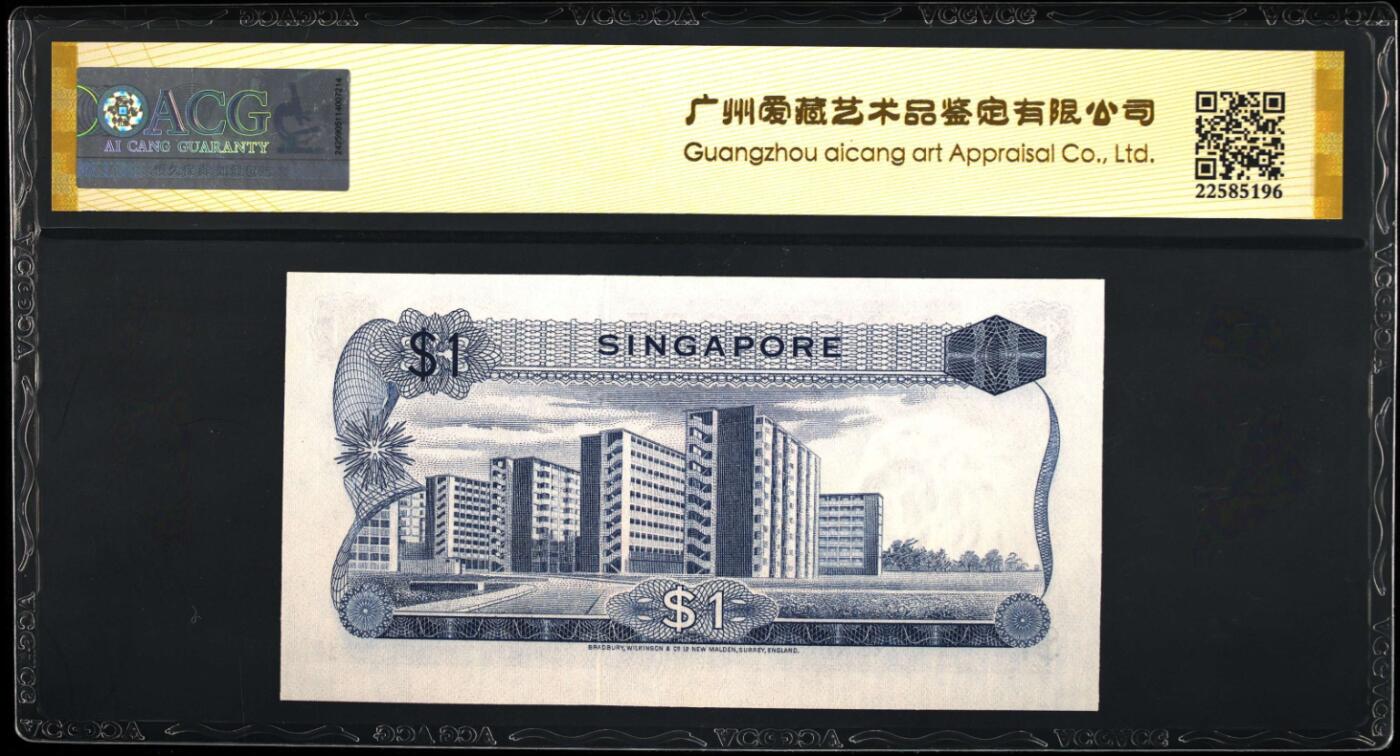 ACG
AI CANG GUARANTY
广州爱藏艺术品鉴定有限公司
Guangzhou aicang art Appraisal Co., Ltd.
22585196
$1
SINGAPORE
$1
BRADBURY, WILKINSON & Cº Lᴰ NEW MALDEN, SURREY, ENGLAND.